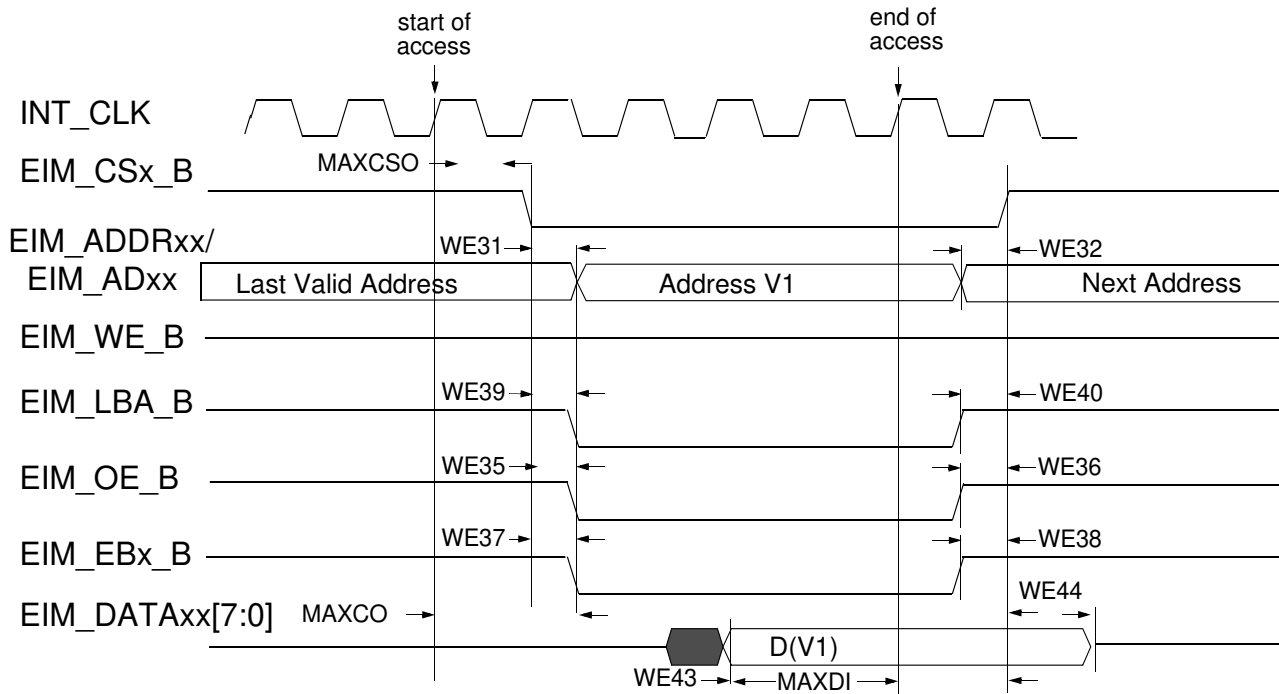 start of
access
end of
access
INT_CLK
MAXCSO
EIM_CSx_B
EIM_ADDRxx/
WE31
WE32
EIM_ADxx
Last Valid Address
Address V1
Next Address
EIM_WE_B
WE39
WE40
EIM_LBA_B
WE35
WE36
EIM_OE_B
WE37
WE38
EIM_EBx_B
WE44
EIM_DATAxx[7:0]
MAXCO
D(V1)
WE43
MAXDI